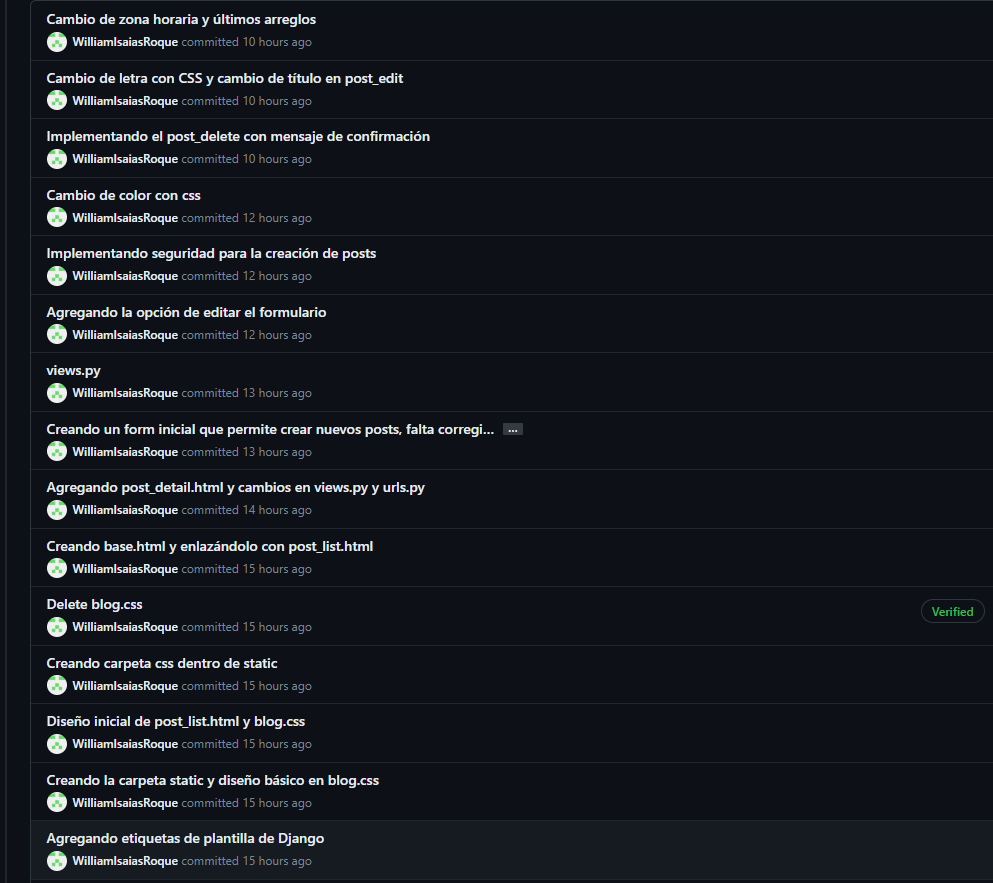 Cambio de zona horaria y últimos arreglos
WilliamIsaiasRoque committed 10 hours ago
Cambio de letra con CSS y cambio de título en post_edit
WilliamIsaiasRoque committed 10 hours ago
Implementando el post_delete con mensaje de confirmación
WilliamIsaiasRoque committed 10 hours ago
Cambio de color con css
WilliamIsaiasRoque committed 12 hours ago
Implementando seguridad para la creación de posts
WilliamIsaiasRoque committed 12 hours ago
Agregando la opción de editar el formulario
WilliamIsaiasRoque committed 12 hours ago
views.py
WilliamIsaiasRoque committed 13 hours ago
Creando un form inicial que permite crear nuevos posts, falta corregi... ...
WilliamIsaiasRoque committed 13 hours ago
Agregando post_detail.html y cambios en views.py y urls.py
WilliamIsaiasRoque committed 14 hours ago
Creando base.html y enlazándolo con post_list.html
WilliamIsaiasRoque committed 15 hours ago
Delete blog.css
Verified
WilliamIsaiasRoque committed 15 hours ago
Creando carpeta css dentro de static
WilliamIsaiasRoque committed 15 hours ago
Diseño inicial de post_list.html y blog.css
WilliamIsaiasRoque committed 15 hours ago
Creando la carpeta static y diseño básico en blog.css
WilliamIsaiasRoque committed 15 hours ago
Agregando etiquetas de plantilla de Django
WilliamIsaiasRoque committed 15 hours ago